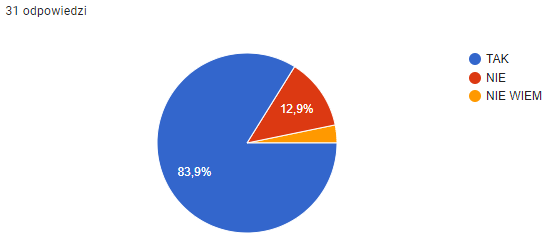 31 odpowiedzi
TAK
NIE
NIE WIEM
12,9%
83,9%